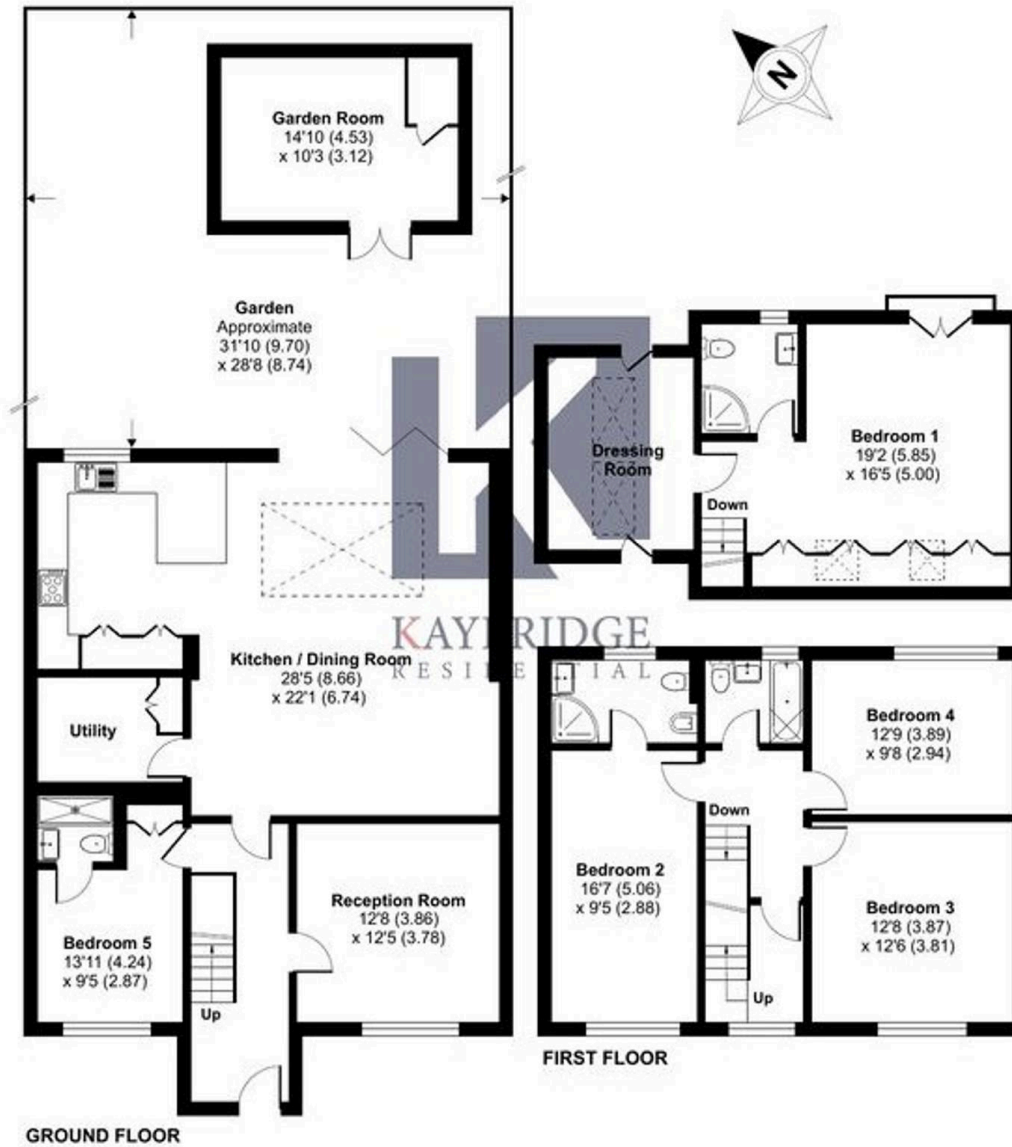 N
Garden Room
14'10 (4.53)
x 10'3 (3.12)
Garden
Approximate
31'10 (9.70)
x 28'8 (8.74)
Dressing
Room
Bedroom 1
19'2 (5.85)
x 16'5 (5.00)
Down
KAYBRIDGE
RESIDENTIAL
Kitchen / Dining Room
28'5 (8.66)
x 22'1 (6.74)
Utility
Bedroom 4
12'9 (3.89)
x 9'8 (2.94)
Down
Bedroom 2
16'7 (5.06)
x 9'5 (2.88)
Reception Room
12'8 (3.86)
x 12'5 (3.78)
Bedroom 3
12'8 (3.87)
x 12'6 (3.81)
Bedroom 5
13'11 (4.24)
x 9'5 (2.87)
Up
Up
FIRST FLOOR
GROUND FLOOR